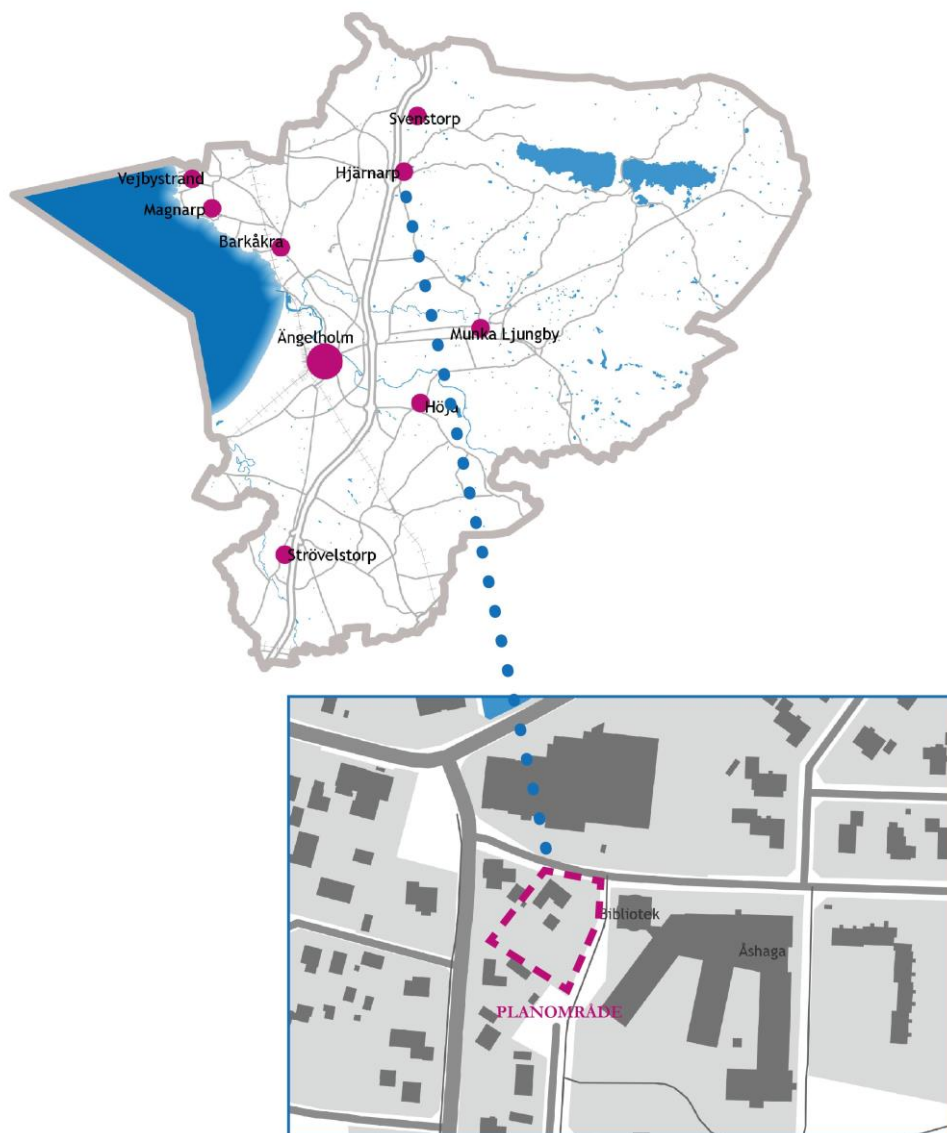 Svenstorp
Hjärnarp
Vejbystrand
Magnarp
Barkåkra
Ängelholm
Munka Ljungby
Höja
Strövelstorp
Bibliotek
Åshaga
PLANOMRÅDE